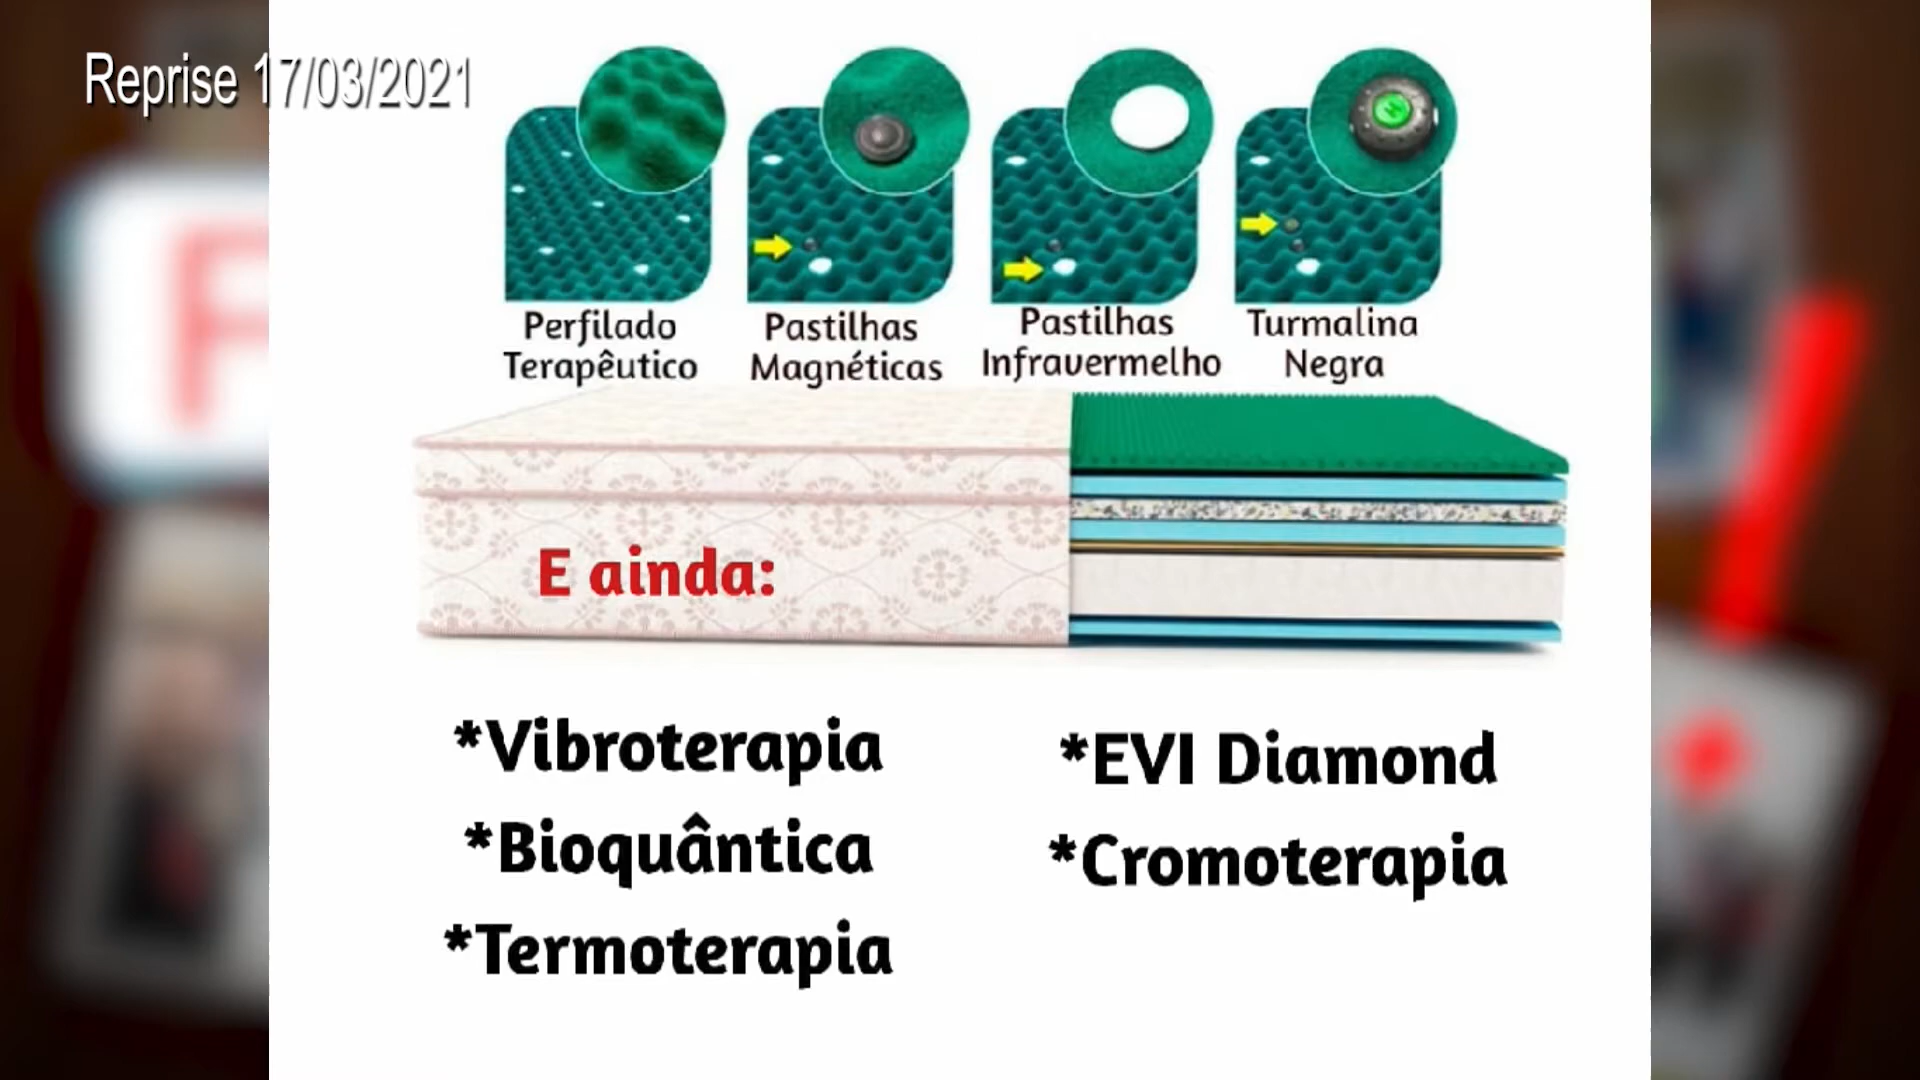 Reprise 17/03/2021
Perfilado
Terapêutico
Pastilhas
Magnéticas
Pastilhas
Infravermelho
Turmalina
Negra
E ainda:
*Vibroterapia
*Bioquântica
*Termoterapia
*EVI Diamond
*Cromoterapia